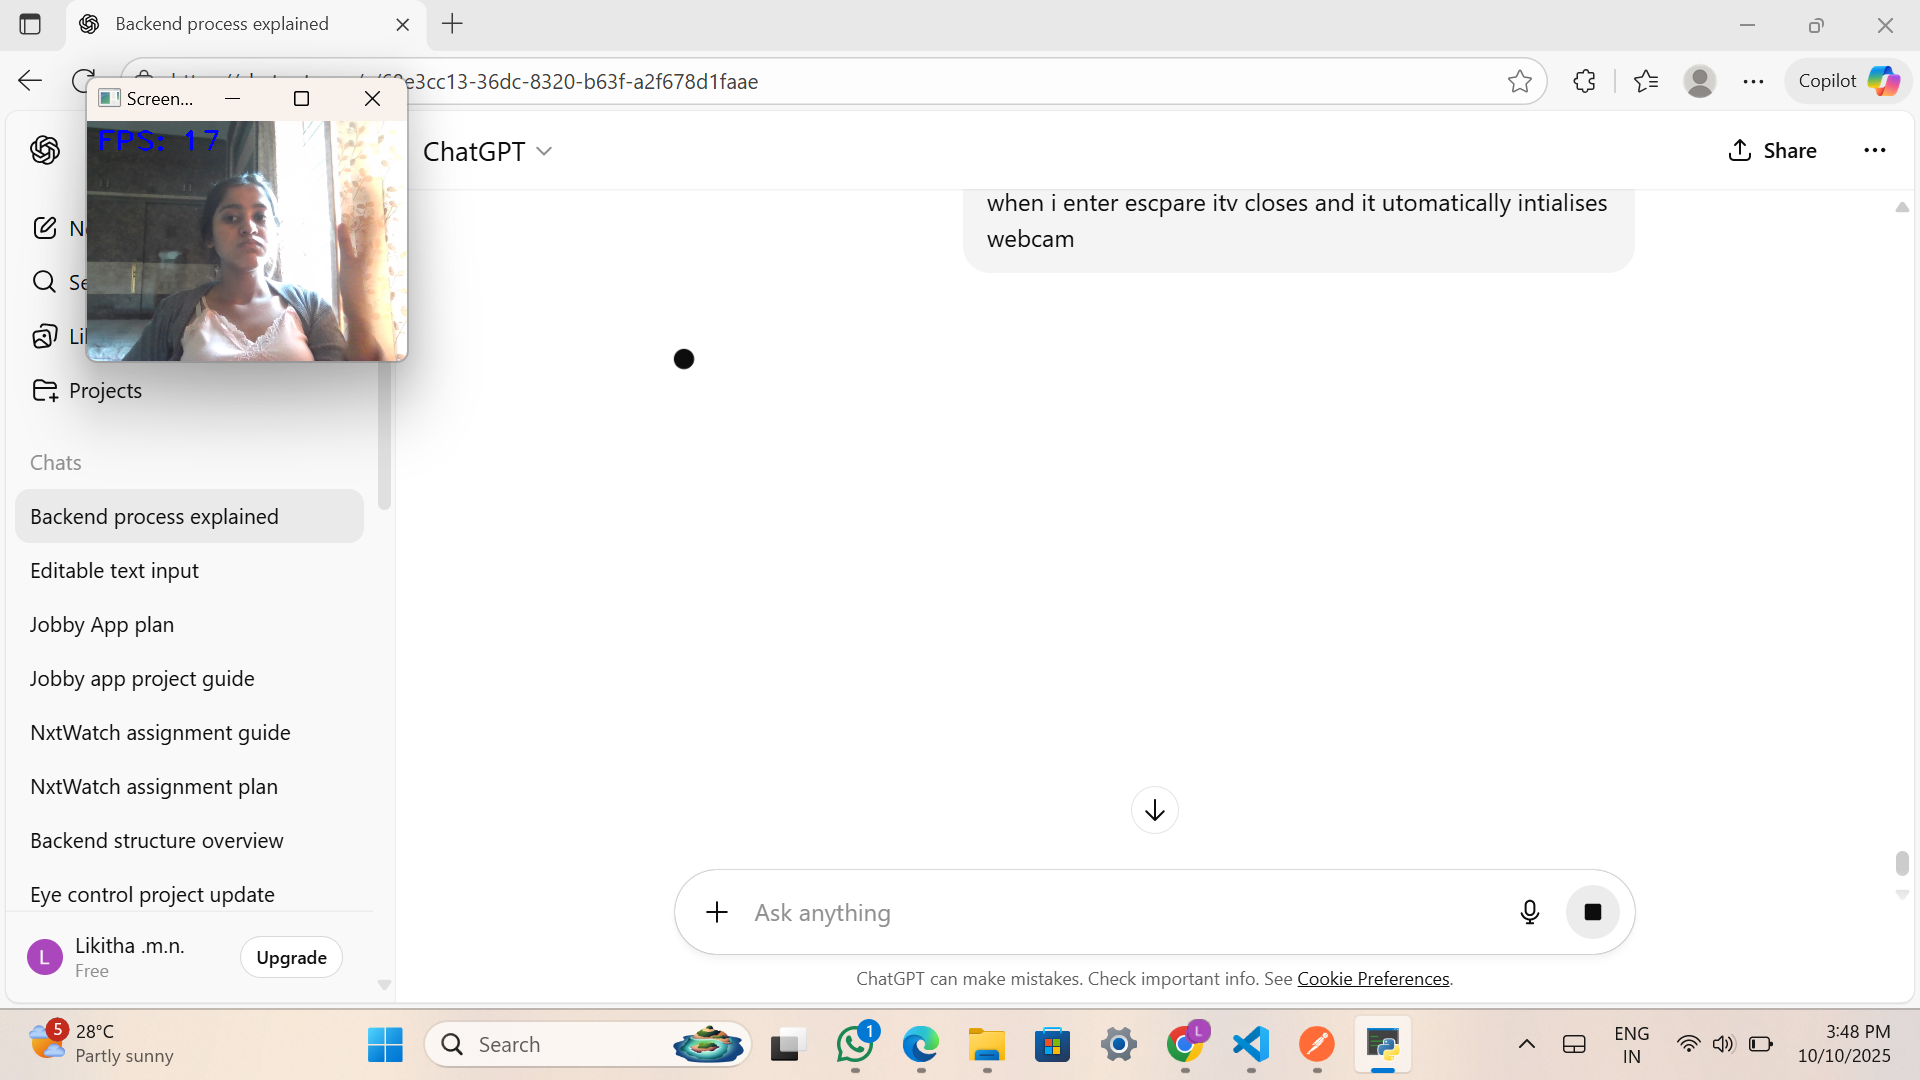 Backend process explained
e3cc13-36dc-8320-b63f-a2f678d1faae
Copilot
Screen...
FPS: 17
ChatGPT
Share
when i enter escpare itv closes and it utomatically intialises
webcam
Projects
Chats
Backend process explained
Editable text input
Jobby App plan
Jobby app project guide
NxtWatch assignment guide
NxtWatch assignment plan
Backend structure overview
Eye control project update
L
Likitha .m.n.
Free
Upgrade
Ask anything
ChatGPT can make mistakes. Check important info. See Cookie Preferences.
5
28°C
Partly sunny
Search
1
L
ENG
IN
3:48 PM
10/10/2025